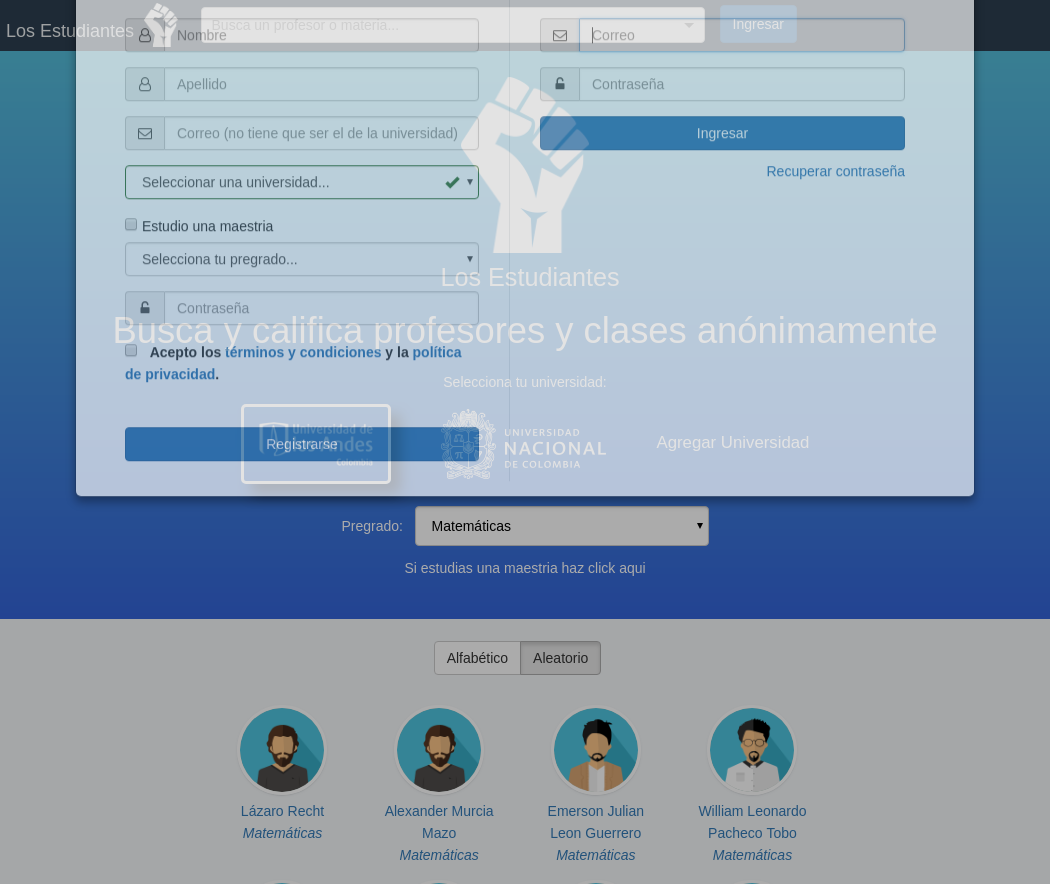 Los Estudiantes
Busca un profesor o materia...
Ingresar
Nombre
Correo
Apellido
Contraseña
Correo (no tiene que ser el de la universidad)
Ingresar
Seleccionar una universidad...
Recuperar contraseña
Estudio una maestria
Selecciona tu pregrado...
Los Estudiantes
Contraseña
Busca y califica profesores y clases anónimamente
Acepto los términos y condiciones y la política
de privacidad.
Selecciona tu universidad:
Registrarse
Universidad de
los Andes
Colombia
UNIVERSIDAD
NACIONAL
DE COLOMBIA
Agregar Universidad
Pregrado:
Matemáticas
Si estudias una maestria haz click aqui
Alfabético
Aleatorio
Lázaro Recht
Matemáticas
Alexander Murcia
Mazo
Matemáticas
Emerson Julian
Leon Guerrero
Matemáticas
William Leonardo
Pacheco Tobo
Matemáticas